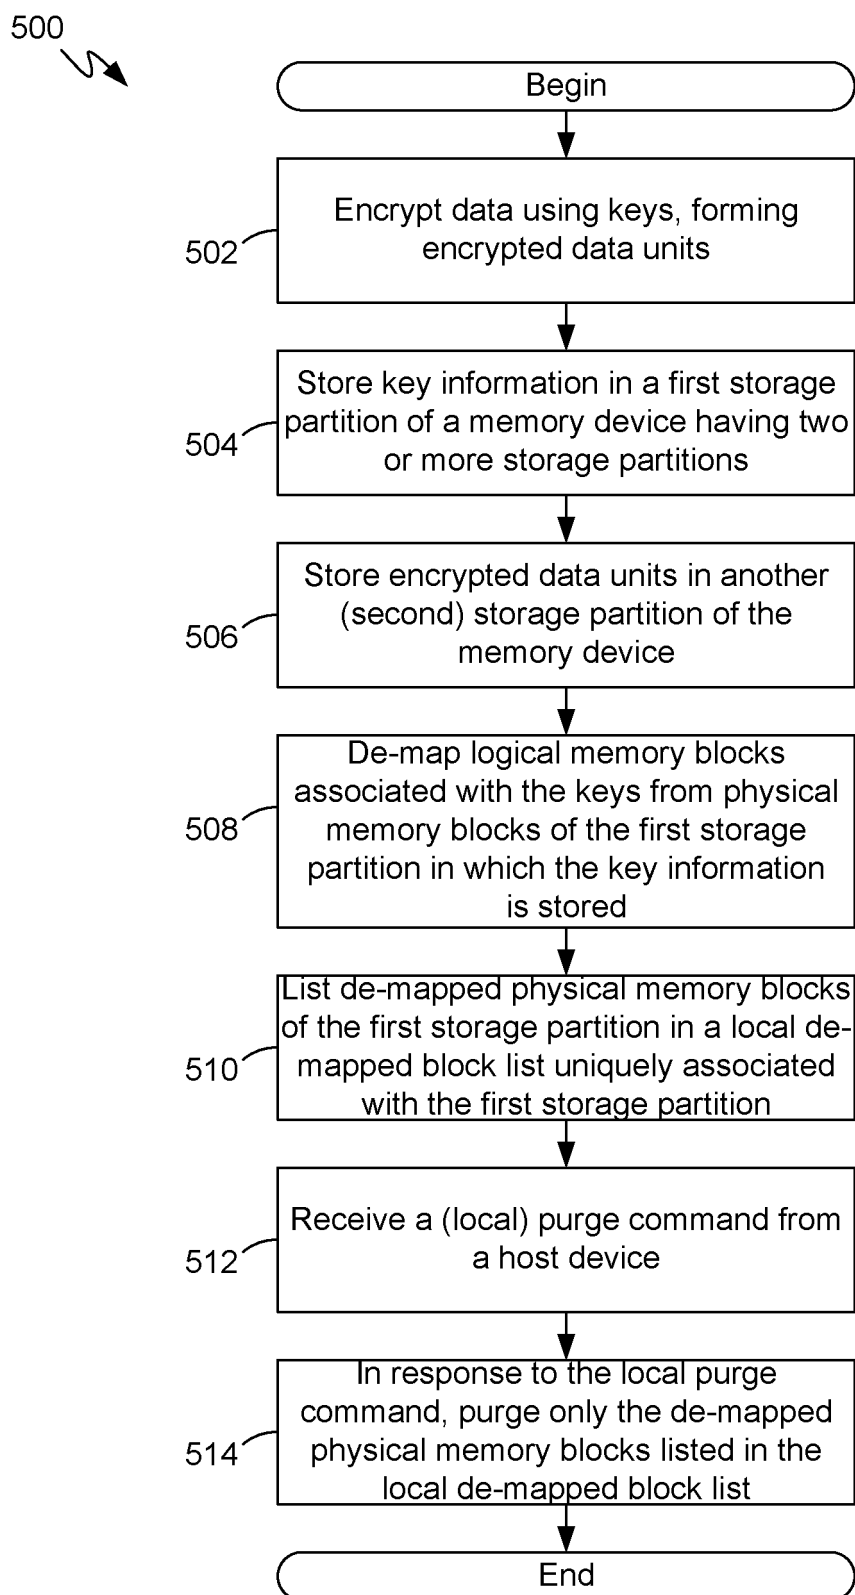 500
Begin
Encrypt data using keys, forming
encrypted data units
502
Store key information in a first storage
partition of a memory device having two
or more storage partitions
504
Store encrypted data units in another
(second) storage partition of the
memory device
506
De-map logical memory blocks
associated with the keys from physical
memory blocks of the first storage
partition in which the key information
is stored
508
List de-mapped physical memory blocks
of the first storage partition in a local de-
mapped block list uniquely associated
with the first storage partition
510
Receive a (local) purge command from
a host device
512
In response to the local purge
command, purge only the de-mapped
physical memory blocks listed in the
local de-mapped block list
514
End